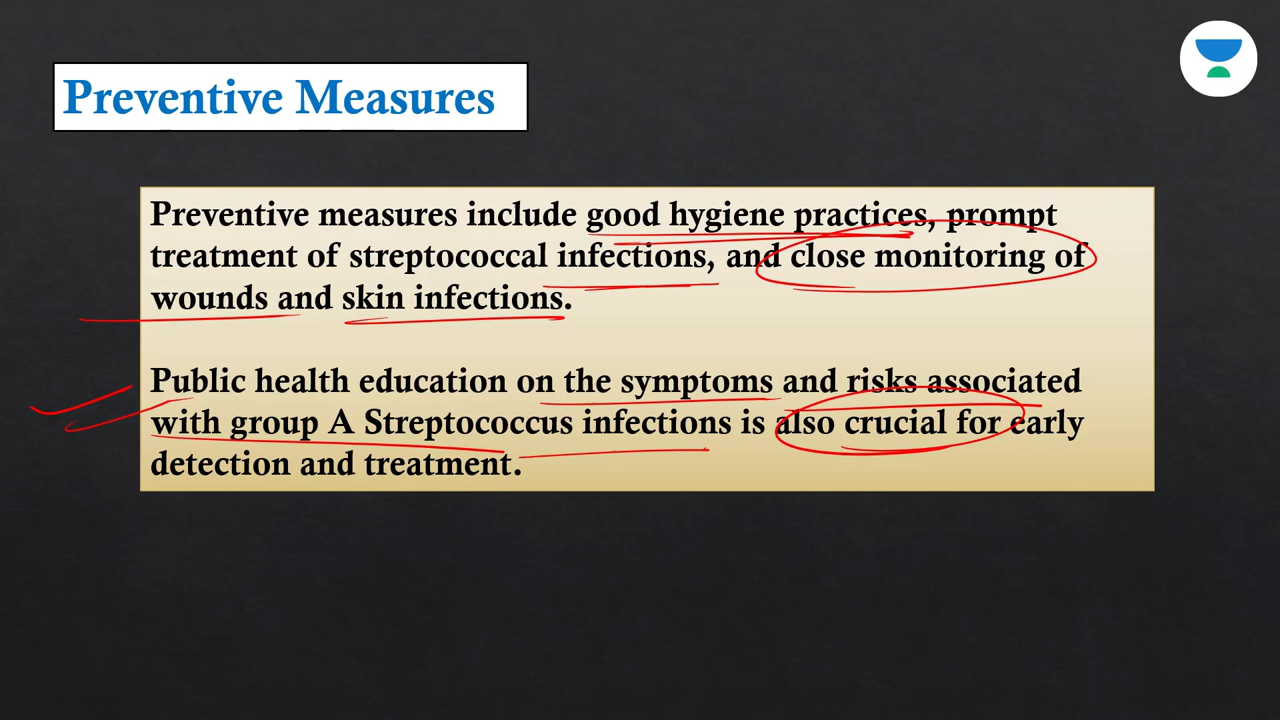 Preventive Measures
Preventive measures include good hygiene practices, prompt
treatment of streptococcal infections, and close monitoring of
wounds and skin infections.
Public health education on the symptoms and risks associated
with group A Streptococcus infections is also crucial for early
detection and treatment.